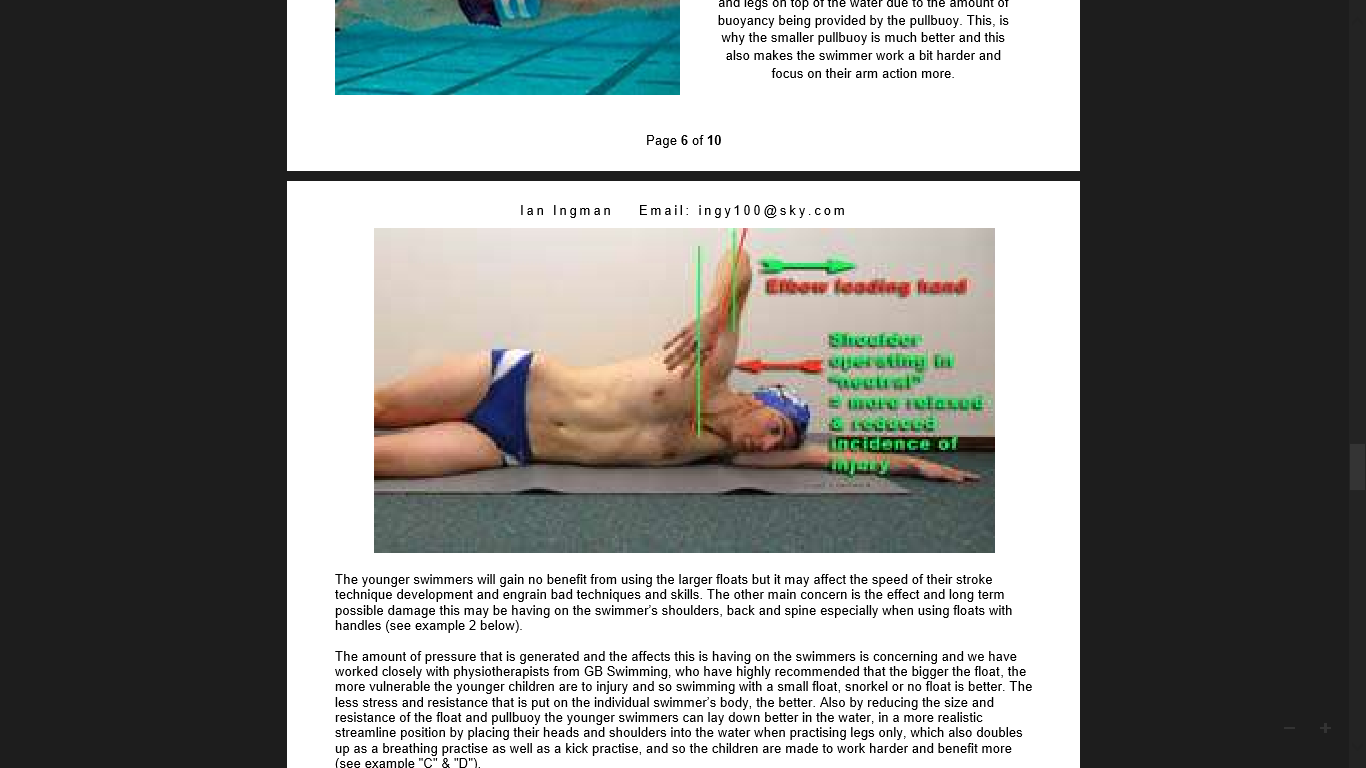 and legs on top of the water due to the amount of
buoyancy being provided by the pullbuoy. This, is
why the smaller pullbuoy is much better and this
also makes the swimmer work a bit harder and
focus on their arm action more.
Page 6 of 10
Ian Ingman Email: ingy100@sky.com
Elbow leading hand
Shoulder
operating in
"neutral"
= more relaxed
& reduced
incidence of
injury
The younger swimmers will gain no benefit from using the larger floats but it may affect the speed of their stroke
technique development and engrain bad techniques and skills. The other main concern is the effect and long term
possible damage this may be having on the swimmer's shoulders, back and spine especially when using floats with
handles (see example 2 below).
The amount of pressure that is generated and the affects this is having on the swimmers is concerning and we have
worked closely with physiotherapists from GB Swimming, who have highly recommended that the bigger the float, the
more vulnerable the younger children are to injury and so swimming with a small float, snorkel or no float is better. The
less stress and resistance that is put on the individual swimmer's body, the better. Also by reducing the size and
resistance of the float and pullbuoy the younger swimmers can lay down better in the water, in a more realistic
streamline position by placing their heads and shoulders into the water when practising legs only, which also doubles
up as a breathing practise as well as a kick practise, and so the children are made to work harder and benefit more
(see example "C" & "D").